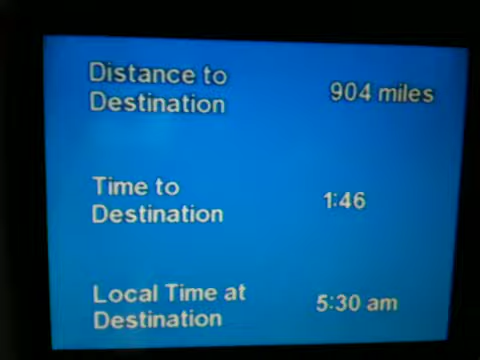 Distance to
Destination
904 miles
Time to
Destination
1:46
Local Time at
Destination
5:30 am